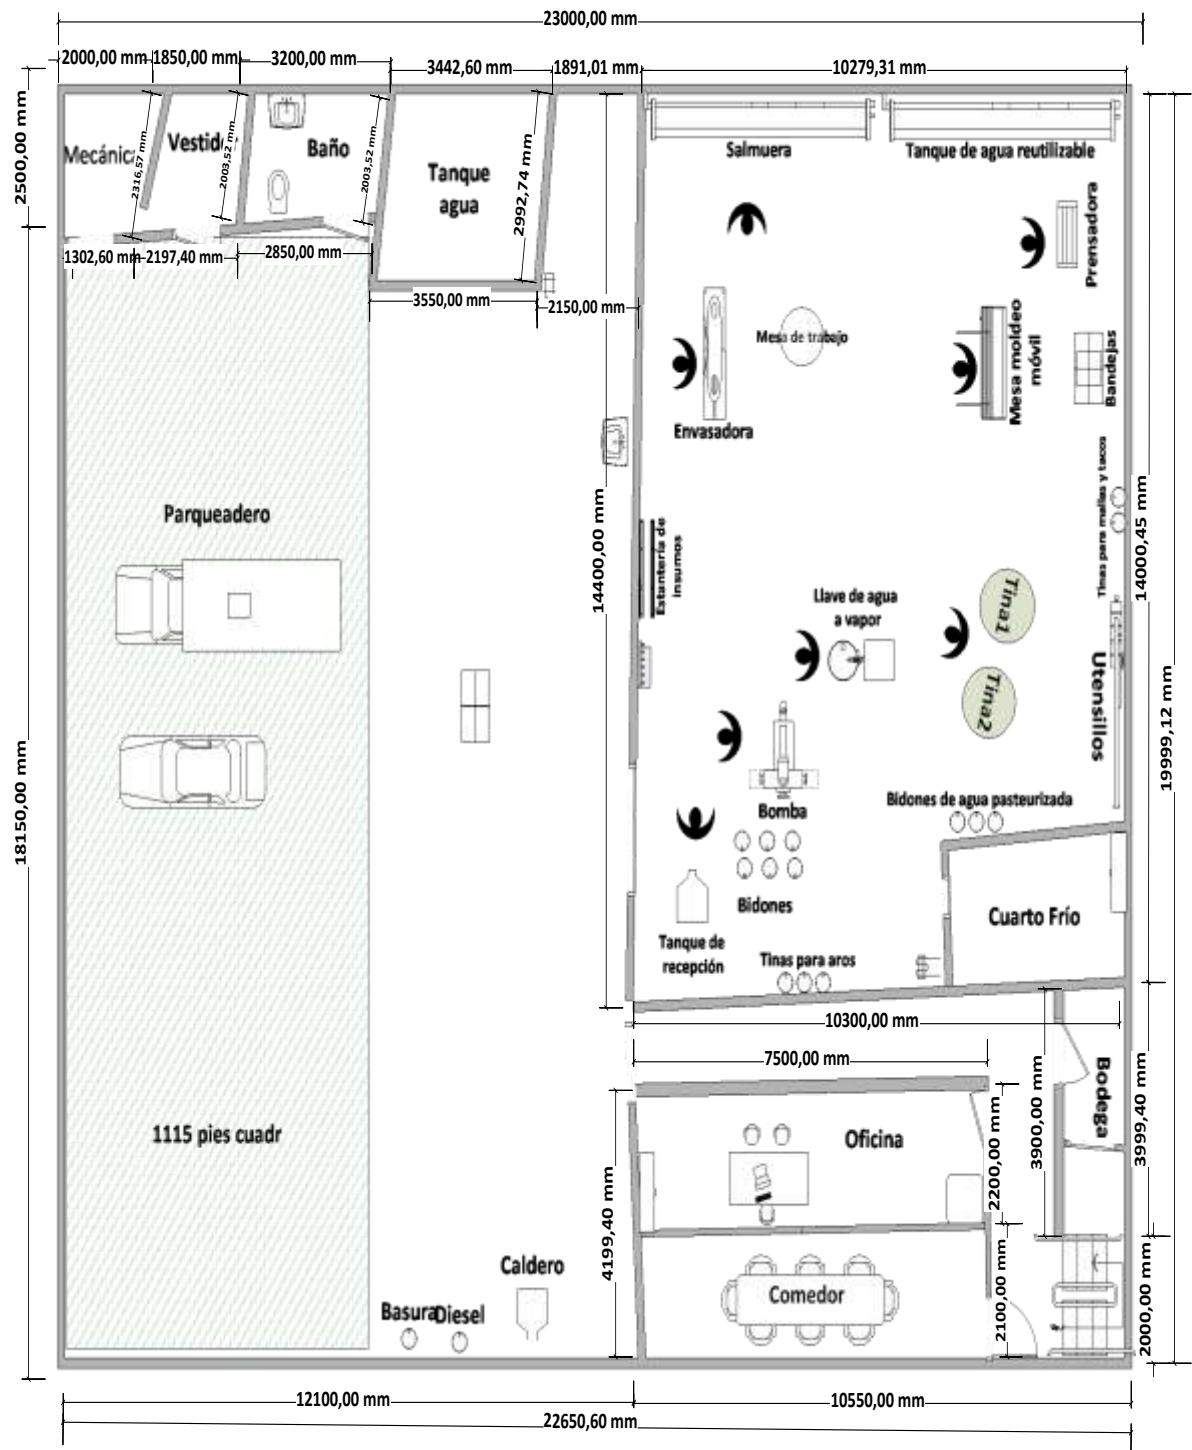 23000,00 mm
2000,00 mm
1850,00 mm
3200,00 mm
3442,60 mm
1891,01 mm
10279,31 mm
2500,00 mm
Mecánic
2316,57 mm
Vestid
2003,52 mm
Baño
2003,52 mm
Tanque
agua
2992,74 mm
Salmuera
Tanque de agua reutilizable
Prensadora
1302,60 mm
2197,40 mm
2850,00 mm
3550,00 mm
2150,00 mm
Mesa de trabajo
Mesa moldeo
móvil
Bandejas
Envasadora
Parqueadero
14400,00 mm
Estantería de
insumos
Tinas para mallas y tacos
14000,45 mm
Llave de agua
a vapor
Tina1
Tina2
Utensillos
19999,12 mm
18150,00 mm
Bomba
Bidones de agua pasteurizada
Bidones
Cuarto Frío
Tanque de
recepción
Tinas para aros
10300,00 mm
7500,00 mm
1115 pies cuadr
Oficina
2200,00 mm
3900,00 mm
Bodega
3999,40 mm
4199,40 mm
Caldero
Basura
Diesel
Comedor
2100,00 mm
2000,00 mm
12100,00 mm
10550,00 mm
22650,60 mm